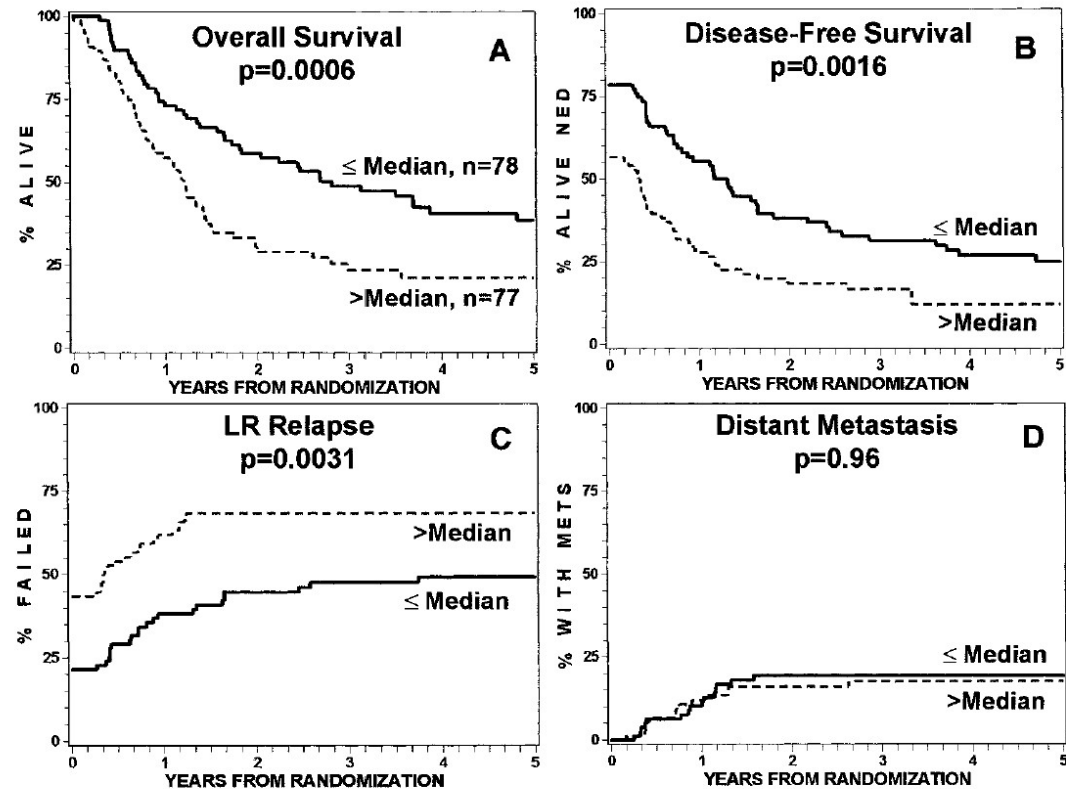 Overall Survival
p=0.0006
A
% ALIVE
100
75
50
25
0
≤ Median, n=78
>Median, n=77
0 1 2 3 4 5
YEARS FROM RANDOMIZATION
Disease-Free Survival
p=0.0016
B
% ALIVE NED
100
75
50
25
0
≤ Median
>Median
0 1 2 3 4 5
YEARS FROM RANDOMIZATION
LR Relapse
p=0.0031
C
% FAILED
100
75
50
25
0
>Median
≤ Median
0 1 2 3 4 5
YEARS FROM RANDOMIZATION
Distant Metastasis
p=0.96
D
% WITH METS
100
75
50
25
0
≤ Median
>Median
0 1 2 3 4 5
YEARS FROM RANDOMIZATION